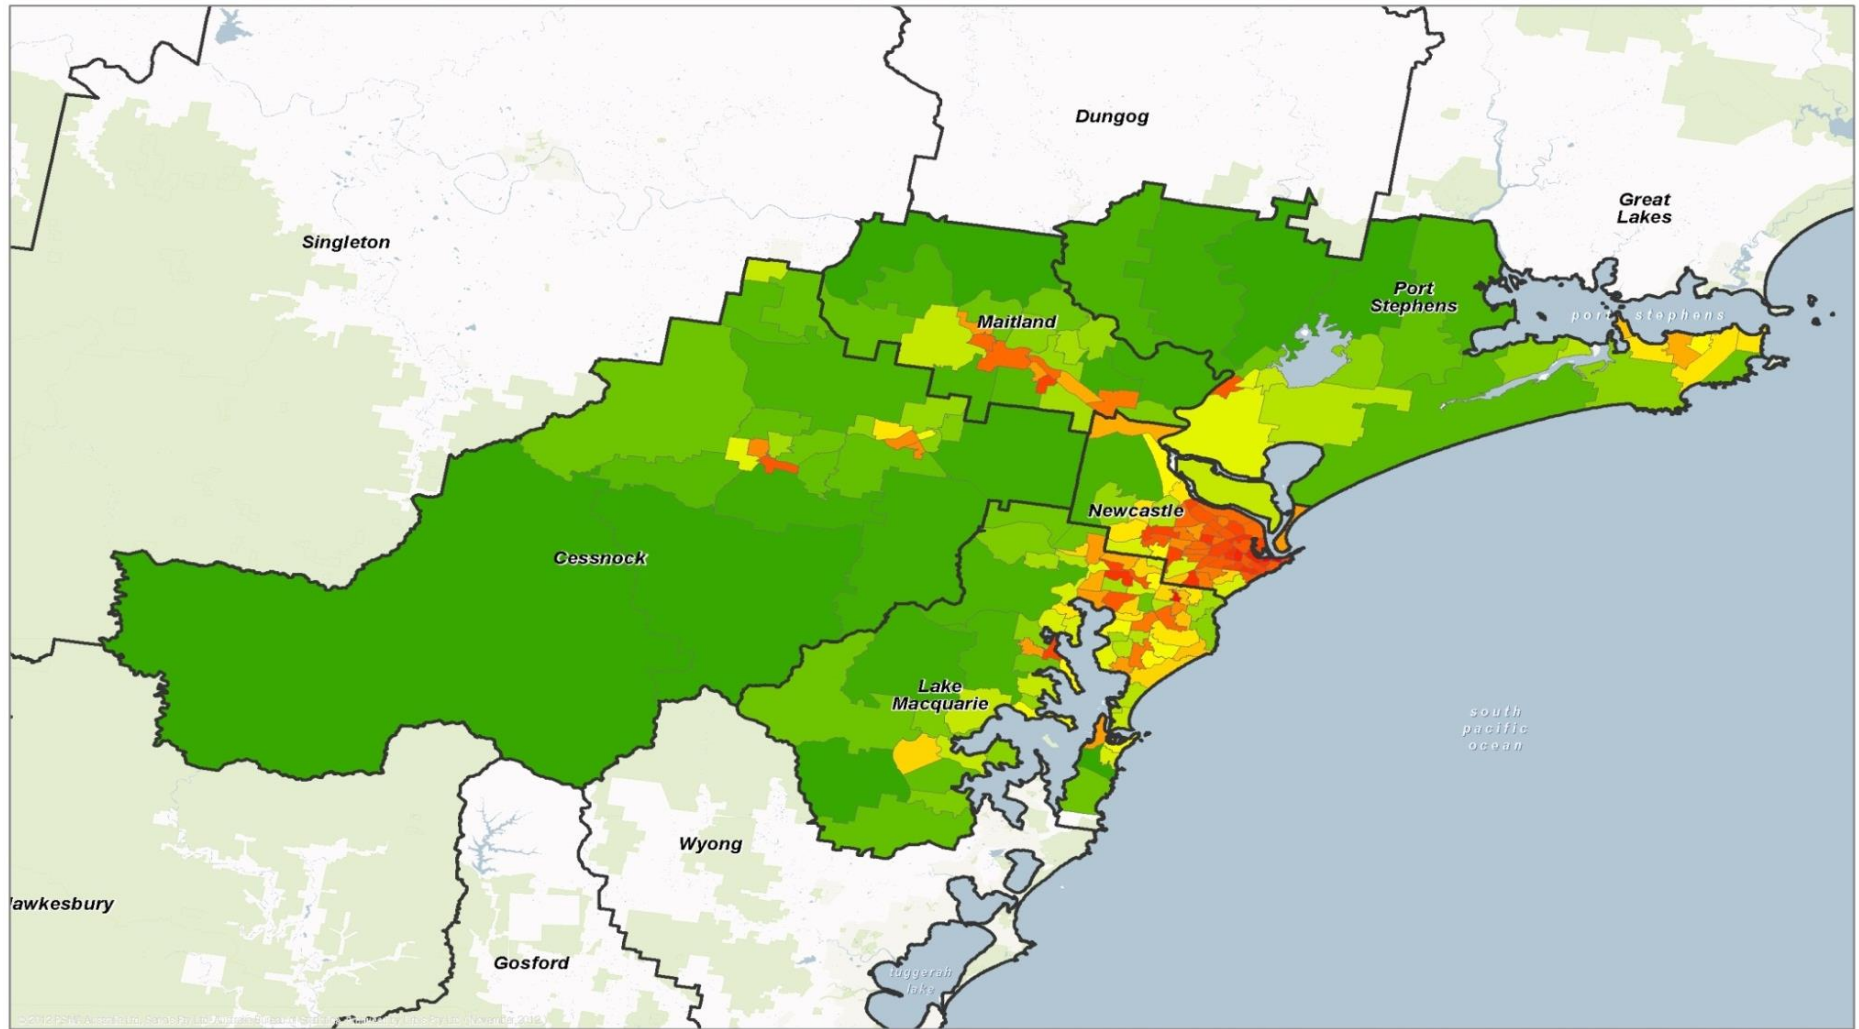 Dungog
Great
Lakes
Singleton
Port
Stephens
port stephens
Maitland
Newcastle
Cessnock
Lake
Macquarie
south
pacific
ocean
Wyong
awkesbury
Gosford
tuggerah
lake